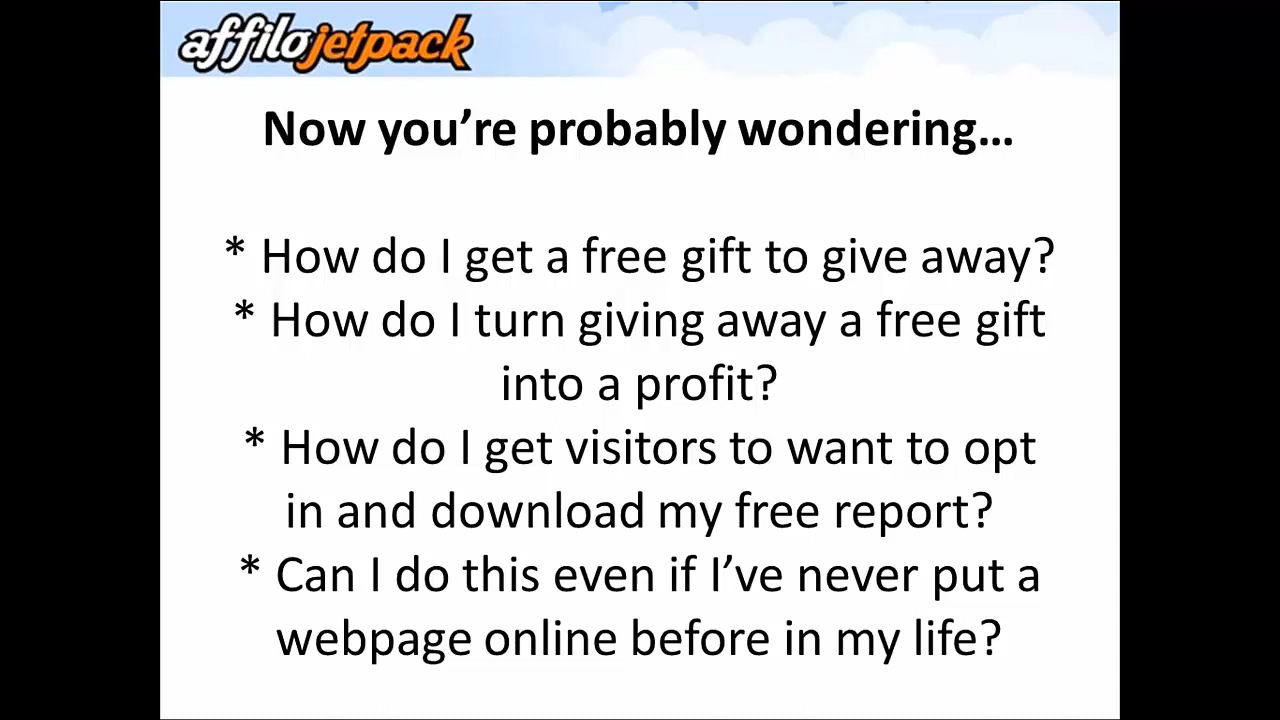 affilojetpack
Now you’re probably wondering…
* How do I get a free gift to give away?
* How do I turn giving away a free gift
into a profit?
* How do I get visitors to want to opt
in and download my free report?
* Can I do this even if I’ve never put a
webpage online before in my life?